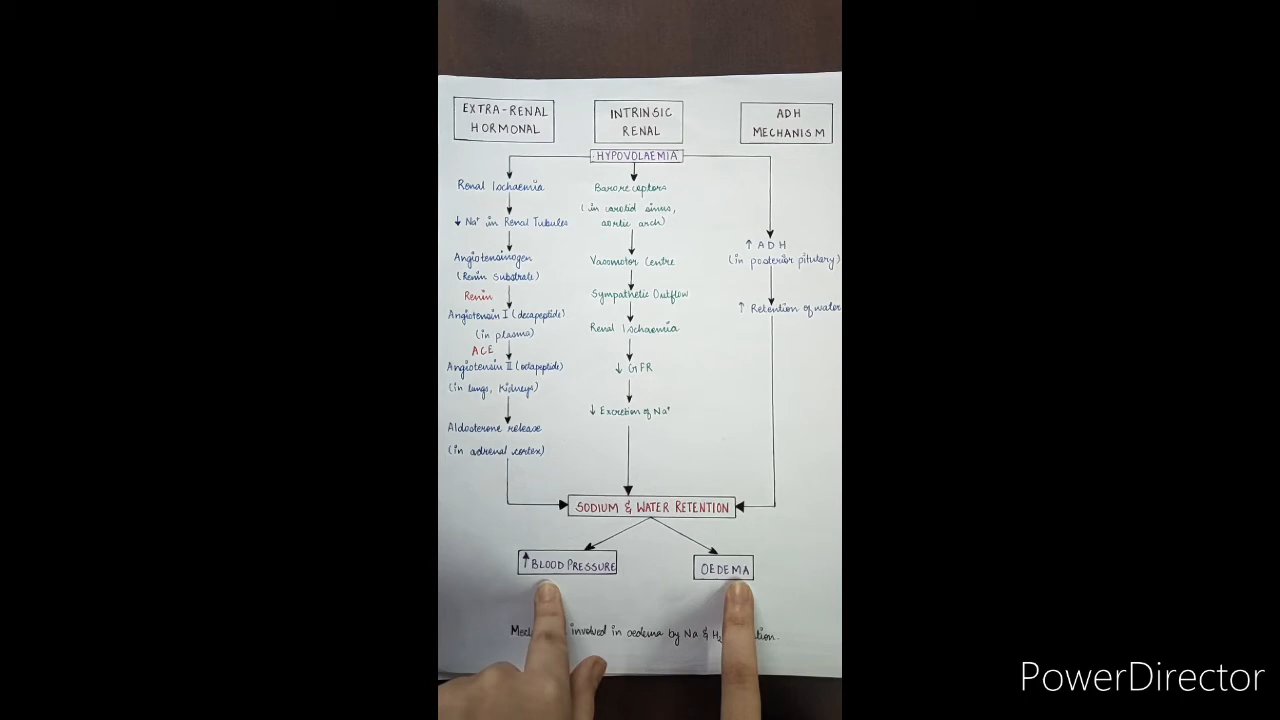 EXTRA-RENAL
HORMONAL
INTRINSIC
RENAL
ADH
MECHANISM
HYPOVOLAEMIA
Renal Ischaemia
↓ Na⁺ in Renal Tubules
Angiotensinogen
(Renin Substrate)
Renin
Angiotensin I (decapeptide)
(in plasma)
ACE
Angiotensin II (octapeptide)
(in lungs, Kidneys)
Aldosterone release
(in adrenal cortex)
Baroreceptors
(in carotid sinus,
aortic arch)
Vasomotor Centre
Sympathetic Outflow
Renal Ischaemia
↓ GFR
↓ Excretion of Na⁺
↑ ADH
(in posterior pitutary)
↑ Retention of water
SODIUM & WATER RETENTION
↑ BLOOD PRESSURE
OEDEMA
involved in oedema by Na &
PowerDirector